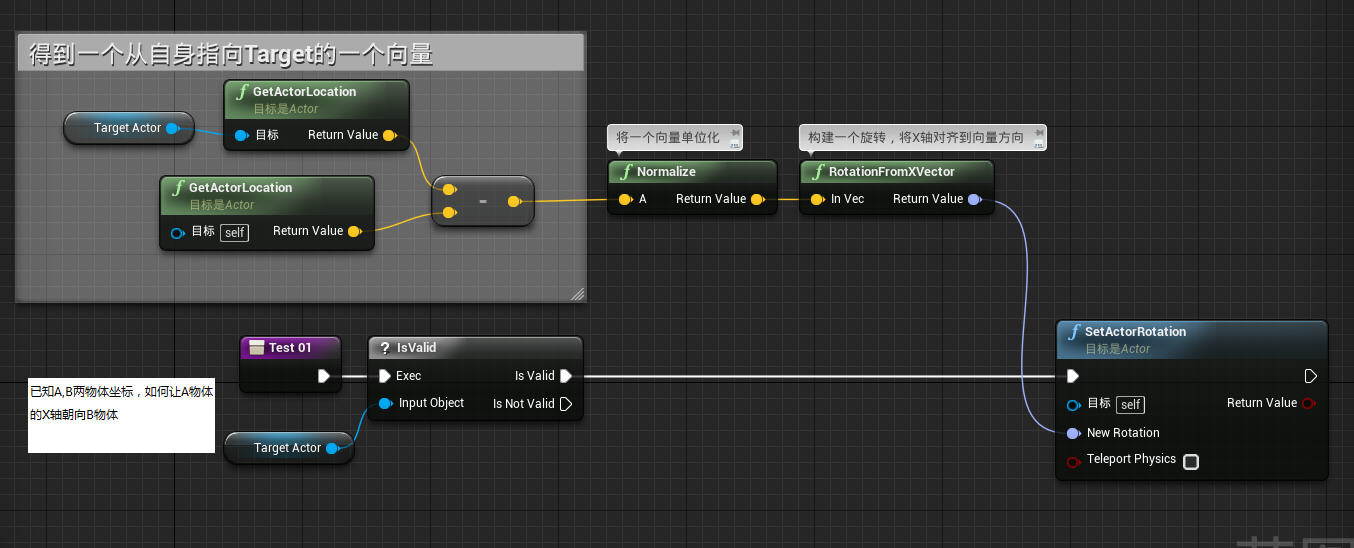 得到一个从自身指向Target的一个向量
GetActorLocation
目标是Actor
Target Actor
目标
Return Value
GetActorLocation
目标是Actor
目标 self
Return Value
-
将一个向量单位化
Normalize
A
Return Value
构建一个旋转，将X轴对齐到向量方向
RotationFromXVector
In Vec
Return Value
Test 01
? IsValid
Exec
Is Valid
Input Object
Is Not Valid
Target Actor
已知A,B两物体坐标，如何让A物体
的X轴朝向B物体
SetActorRotation
目标是Actor
目标 self
Return Value
New Rotation
Teleport Physics